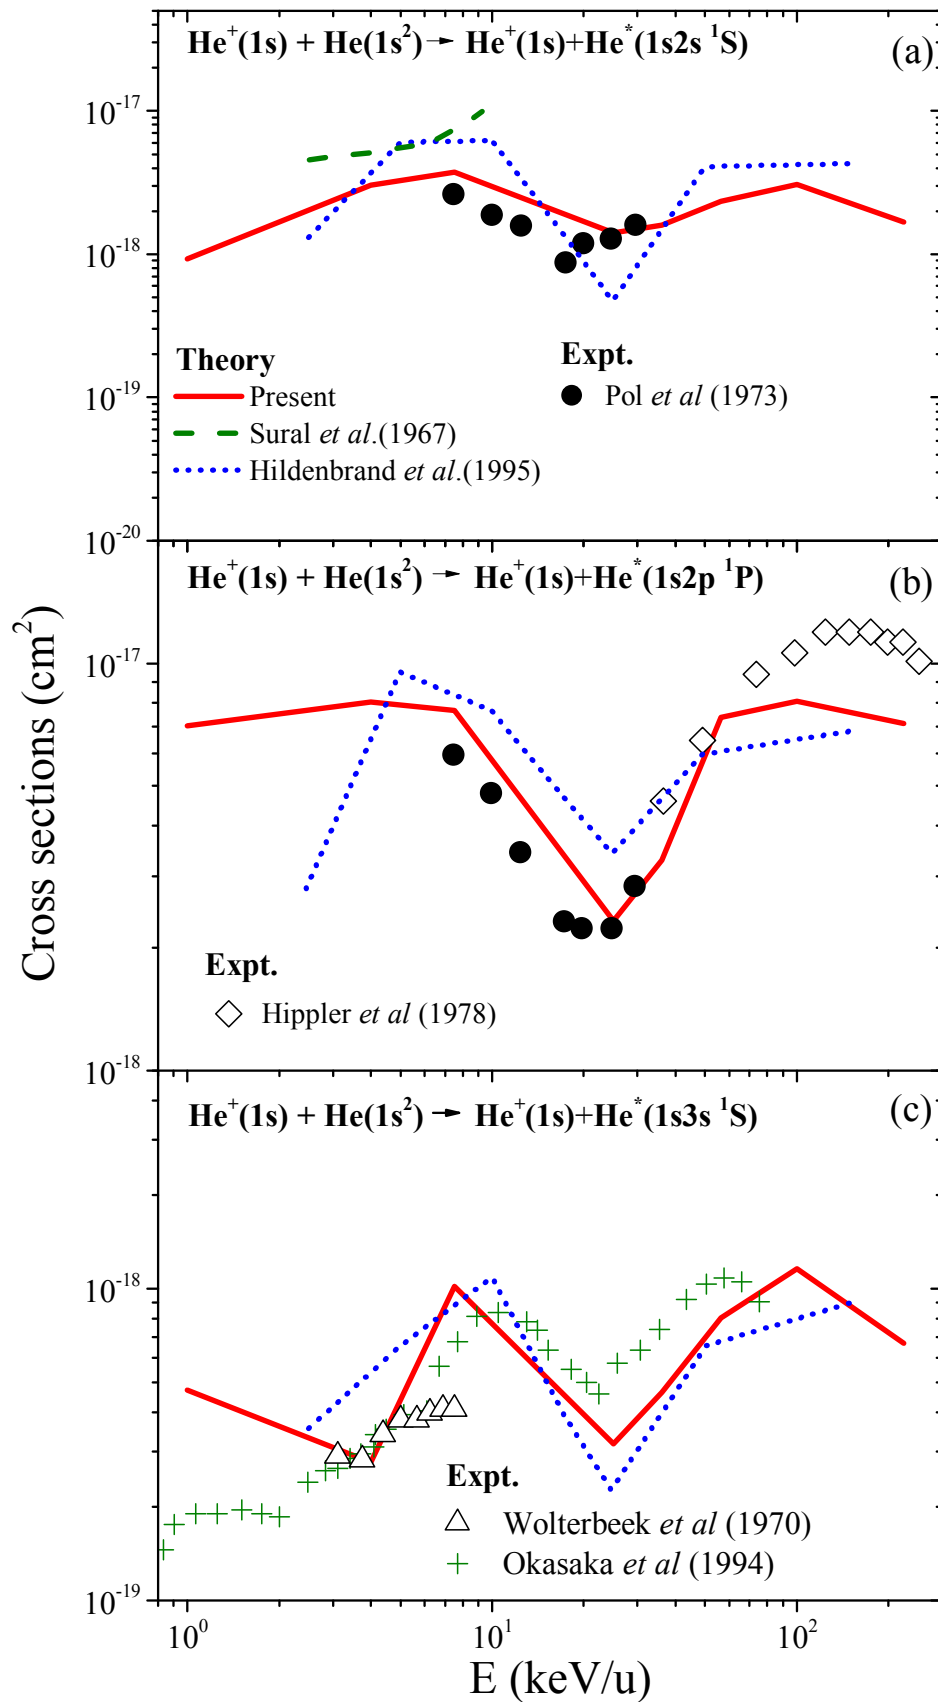 He⁺(1s) + He(1s²) → He⁺(1s)+He*(1s2s ¹S)
(a)
10⁻¹⁷
10⁻¹⁸
10⁻¹⁹
10⁻²⁰
Theory
Present
Sural et al.(1967)
Hildenbrand et al.(1995)
Expt.
Pol et al (1973)
He⁺(1s) + He(1s²) → He⁺(1s)+He*(1s2p ¹P)
(b)
10⁻¹⁷
10⁻¹⁸
Expt.
Hippler et al (1978)
Cross sections (cm²)
He⁺(1s) + He(1s²) → He⁺(1s)+He*(1s3s ¹S)
(c)
10⁻¹⁸
10⁻¹⁹
Expt.
Wolterbeek et al (1970)
Okasaka et al (1994)
10⁰ 10¹ 10²
E (keV/u)